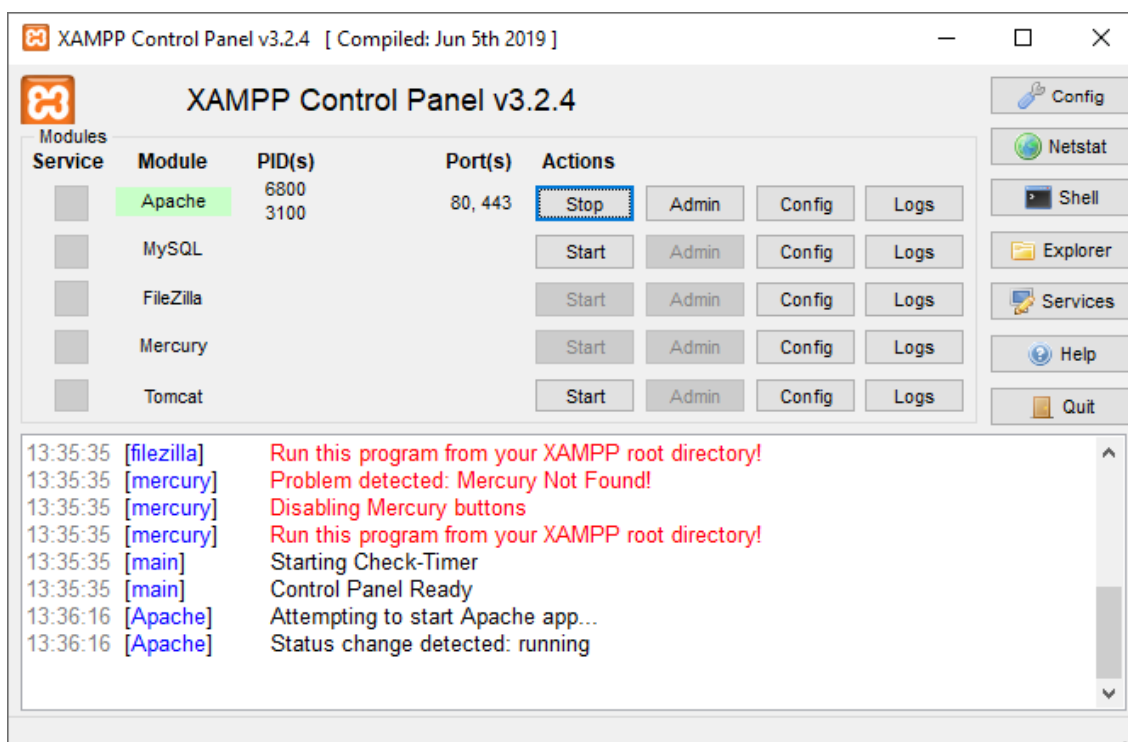 XAMPP Control Panel v3.2.4 [ Compiled: Jun 5th 2019 ]
XAMPP Control Panel v3.2.4
Config
Modules
Netstat
Service Module PID(s) Port(s) Actions
Apache 6800 3100 80, 443 Stop Admin Config Logs
Shell
MySQL Start Admin Config Logs
Explorer
FileZilla Start Admin Config Logs
Services
Mercury Start Admin Config Logs
Help
Tomcat Start Admin Config Logs
Quit
13:35:35 [filezilla] Run this program from your XAMPP root directory!
13:35:35 [mercury] Problem detected: Mercury Not Found!
13:35:35 [mercury] Disabling Mercury buttons
13:35:35 [mercury] Run this program from your XAMPP root directory!
13:35:35 [main] Starting Check-Timer
13:35:35 [main] Control Panel Ready
13:36:16 [Apache] Attempting to start Apache app...
13:36:16 [Apache] Status change detected: running